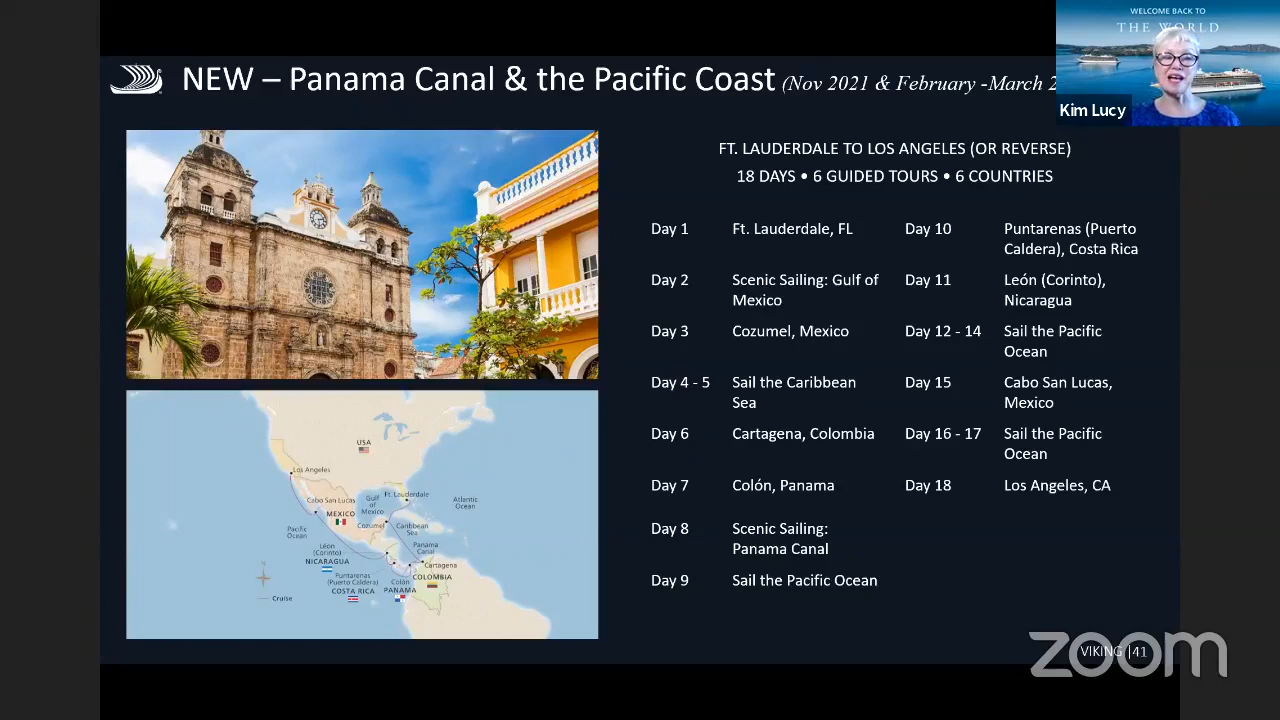 WELCOME BACK TO
THE WORLD
Kim Lucy
NEW – Panama Canal & the Pacific Coast (Nov 2021 & February -March 2
FT. LAUDERDALE TO LOS ANGELES (OR REVERSE)
18 DAYS • 6 GUIDED TOURS • 6 COUNTRIES
Day 1 Ft. Lauderdale, FL
Day 2 Scenic Sailing: Gulf of
Mexico
Day 3 Cozumel, Mexico
Day 4 - 5 Sail the Caribbean
Sea
Day 6 Cartagena, Colombia
Day 7 Colón, Panama
Day 8 Scenic Sailing:
Panama Canal
Day 9 Sail the Pacific Ocean
Day 10 Puntarenas (Puerto
Caldera), Costa Rica
Day 11 León (Corinto),
Nicaragua
Day 12 - 14 Sail the Pacific
Ocean
Day 15 Cabo San Lucas,
Mexico
Day 16 - 17 Sail the Pacific
Ocean
Day 18 Los Angeles, CA
USA
Los Angeles
Cabo San Lucas
MEXICO
Gulf
of
Mexico
Ft. Lauderdale
Atlantic
Ocean
Cozumel
Caribbean
Sea
Pacific
Ocean
León
(Corinto)
NICARAGUA
Panama
Canal
Cartagena
COLOMBIA
Puntarenas
(Puerto Caldera)
COSTA RICA
Colón
PANAMA
N
Cruise
VIKING |41
zoom